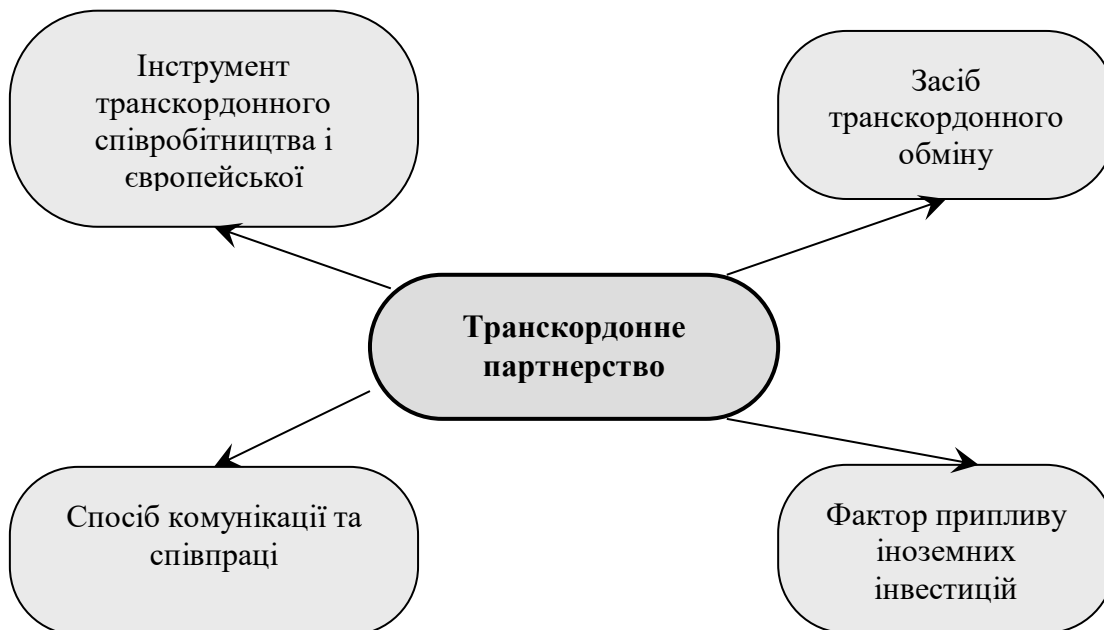 Інструмент
транскордонного
співробітництва і
європейської
Засіб
транскордонного
обміну
Транскордонне
партнерство
Спосіб комунікації та
співпраці
Фактор припливу
іноземних
інвестицій